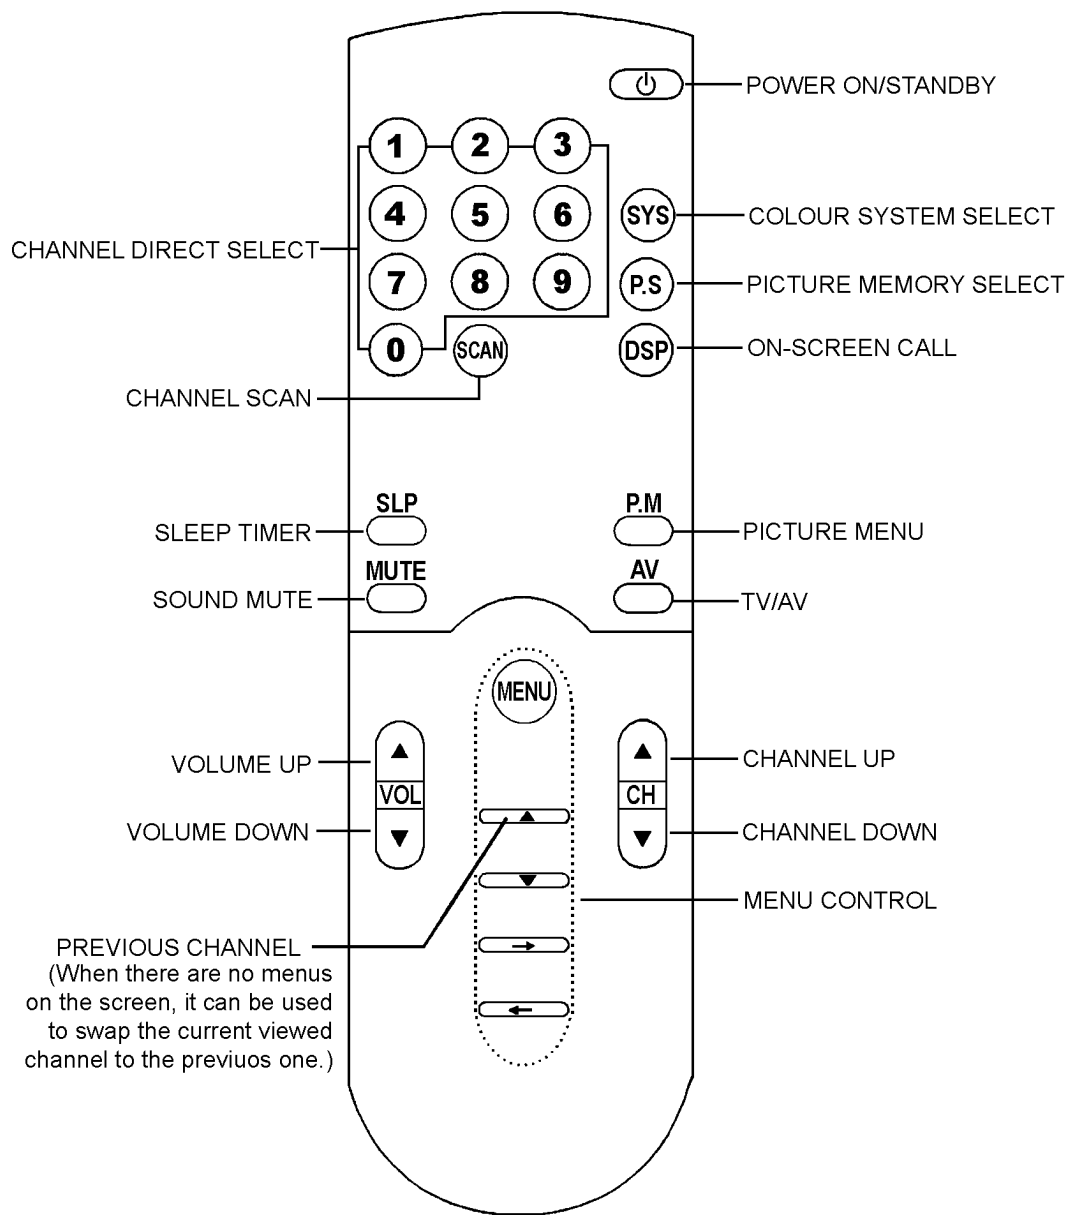 POWER ON/STANDBY
1 2 3
4 5 6 SYS COLOUR SYSTEM SELECT
CHANNEL DIRECT SELECT
7 8 9 P.S PICTURE MEMORY SELECT
0 SCAN DSP ON-SCREEN CALL
CHANNEL SCAN
SLP P.M
SLEEP TIMER PICTURE MENU
MUTE AV
SOUND MUTE TV/AV
MENU
VOLUME UP CHANNEL UP
VOL CH
VOLUME DOWN CHANNEL DOWN
MENU CONTROL
PREVIOUS CHANNEL
(When there are no menus
on the screen, it can be used
to swap the current viewed
channel to the previuos one.)